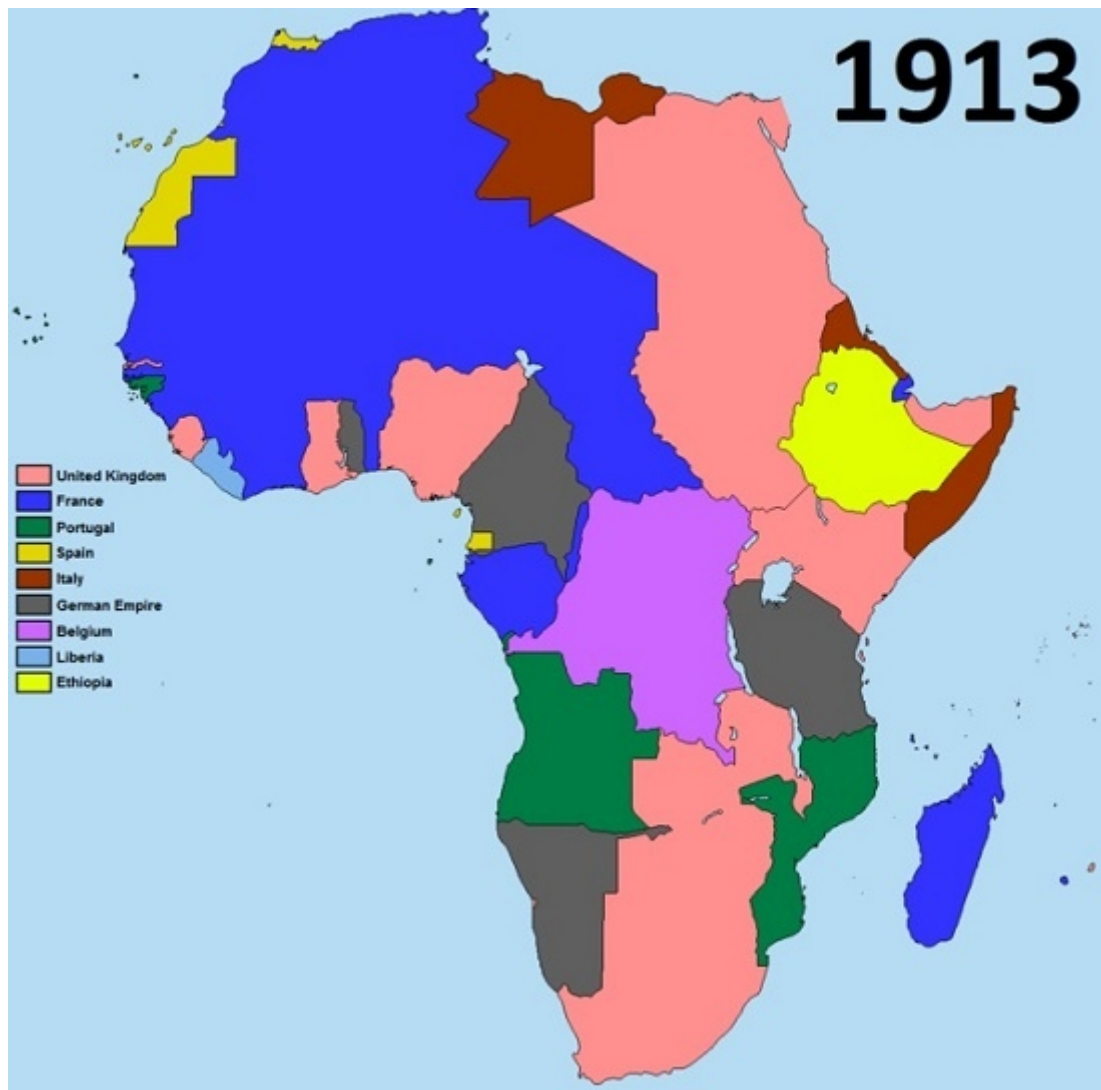 1913
United Kingdom
France
Portugal
Spain
Italy
German Empire
Belgium
Liberia
Ethiopia